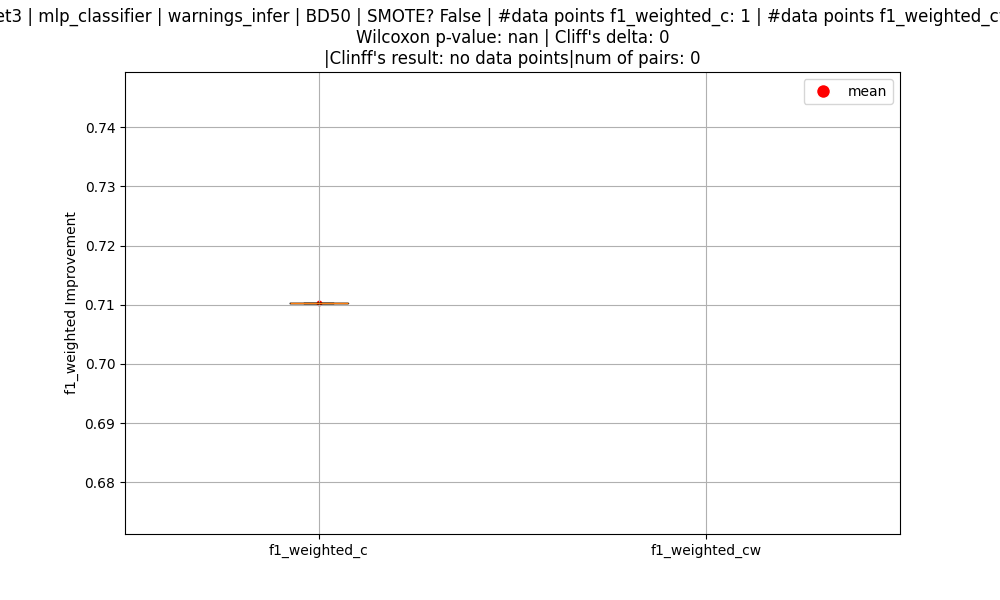 | mlp_classifier | warnings_infer | BD50 | SMOTE? False | #data points f1_weighted_c: 1 | #data points
Wilcoxon p-value: nan | Cliff's delta: 0
|Clinff's result: no data points|num of pairs: 0
mean
0.74
0.73
0.72
0.71
0.70
0.69
0.68
f1_weighted Improvement
f1_weighted_c
f1_weighted_cw